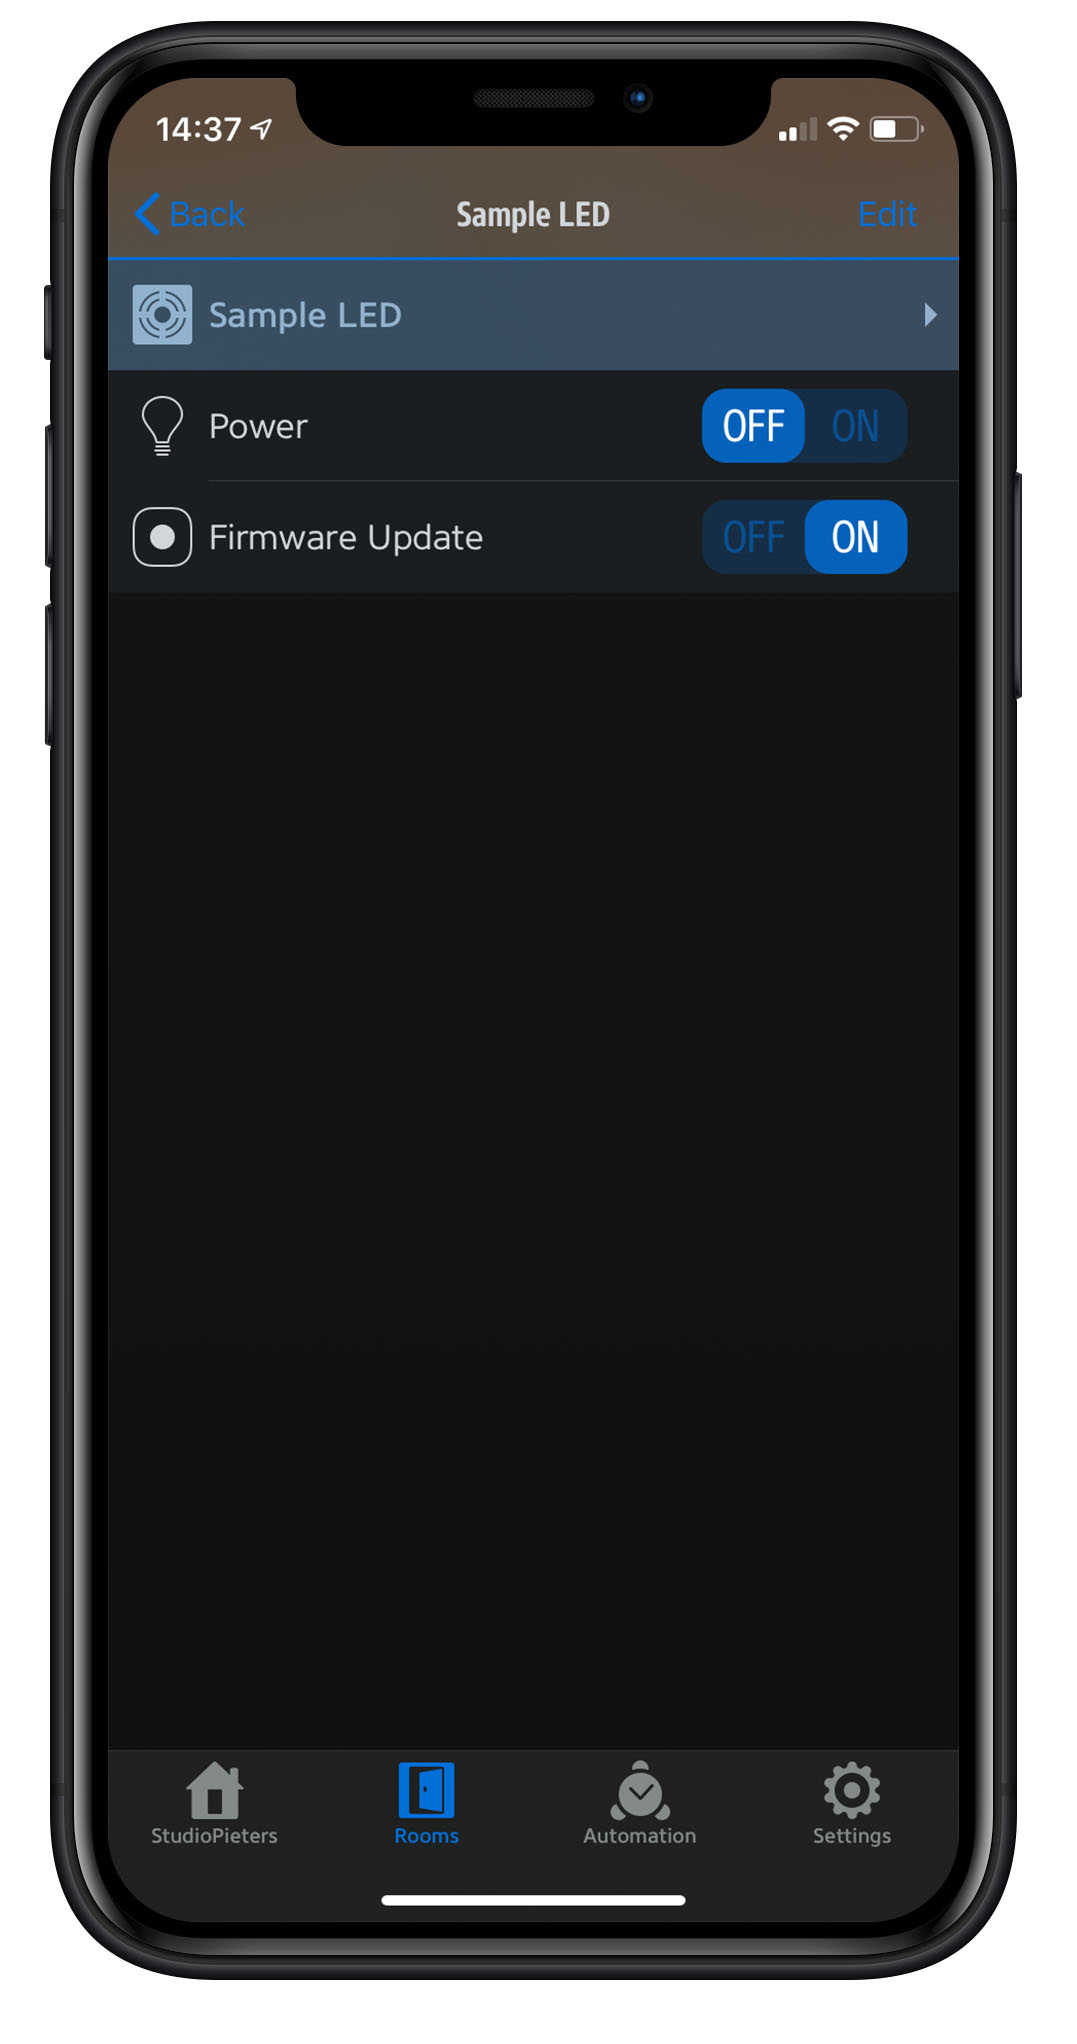 14:37
Back
Sample LED
Edit
Sample LED
Power
OFF ON
Firmware Update
OFF ON
StudioPieters
Rooms
Automation
Settings